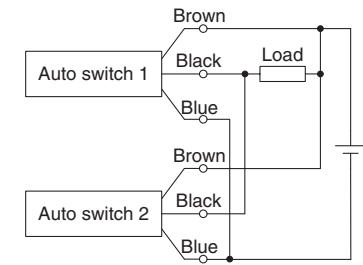 Brown
Auto switch 1
Black
Load
Blue
Brown
Auto switch 2
Black
Blue